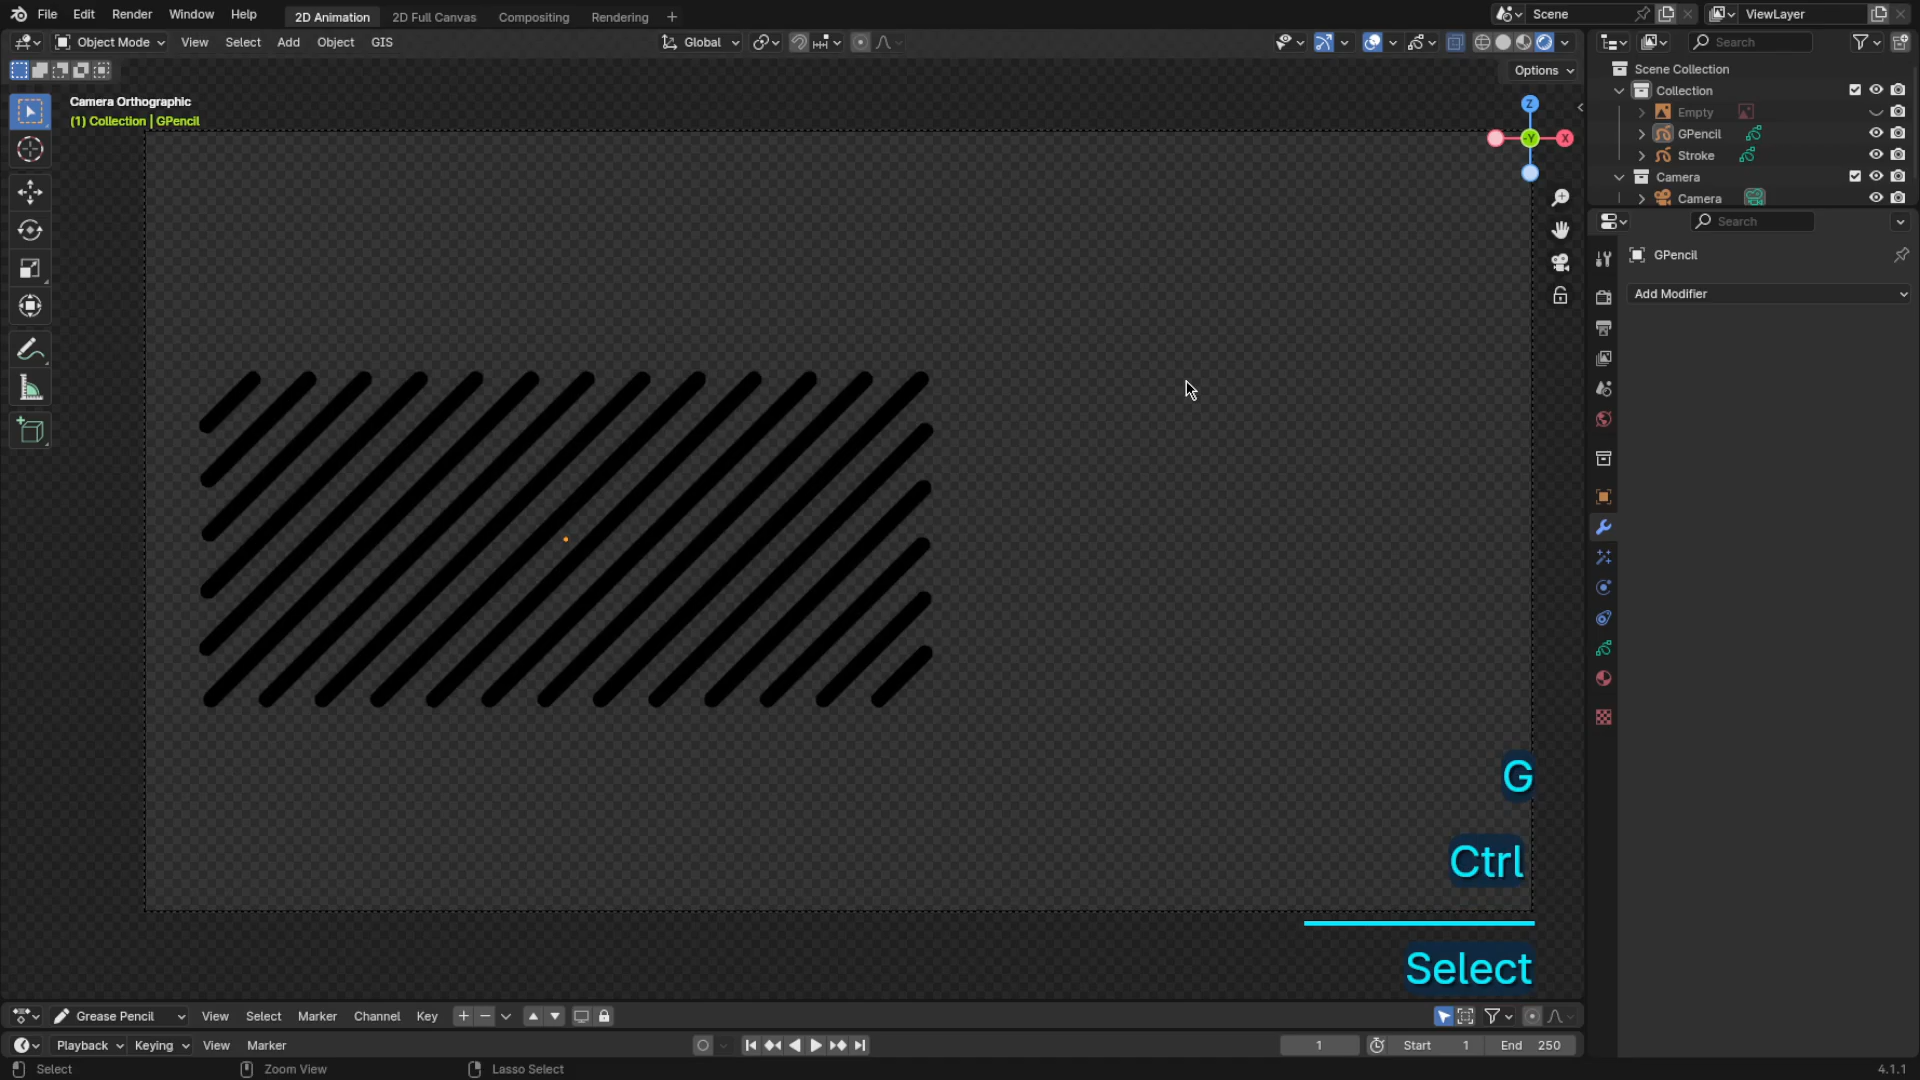 File Edit Render Window Help 2D Animation 2D Full Canvas Compositing Rendering + Scene ViewLayer
Object Mode View Select Add Object GIS Global Search
Options
Scene Collection
Collection
Empty
GPencil
Stroke
Camera
Camera
Camera Orthographic
(1) Collection | GPencil
Z
-Y
X
Search
GPencil
Add Modifier
G
Ctrl
Select
Grease Pencil View Select Marker Channel Key
Playback Keying View Marker 1 Start 1 End 250
Select Zoom View Lasso Select 4.1.1